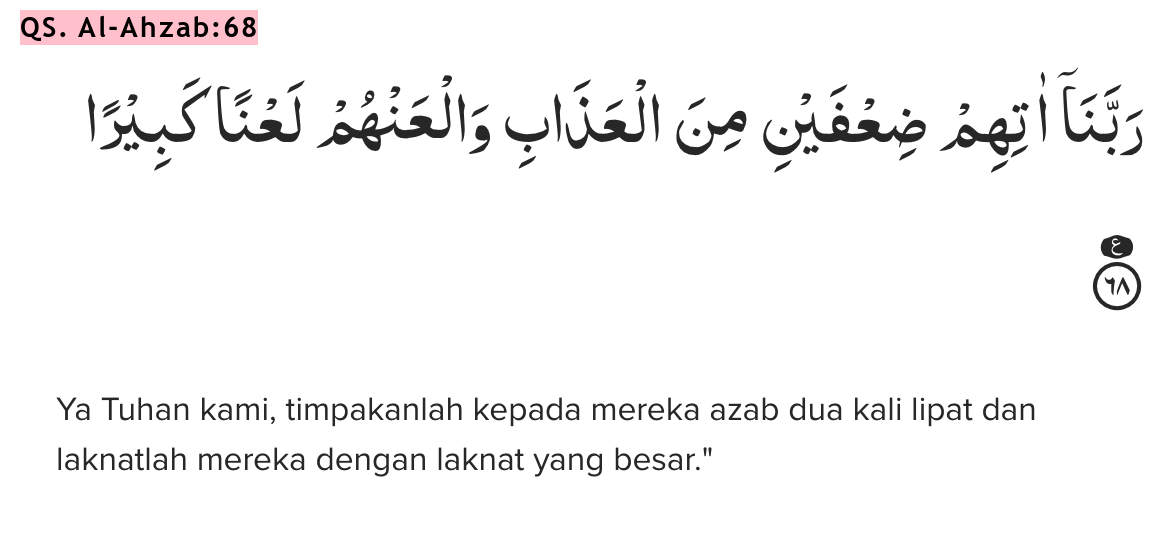 QS. Al-Ahzab:68
رَبَّنَآ اٰتِهِمْ ضِعْفَيْنِ مِنَ الْعَذَابِ وَالْعَنْهُمْ لَعْنًا كَبِيْرًا
ع
٦٨
Ya Tuhan kami, timpakanlah kepada mereka azab dua kali lipat dan
laknatlah mereka dengan laknat yang besar."